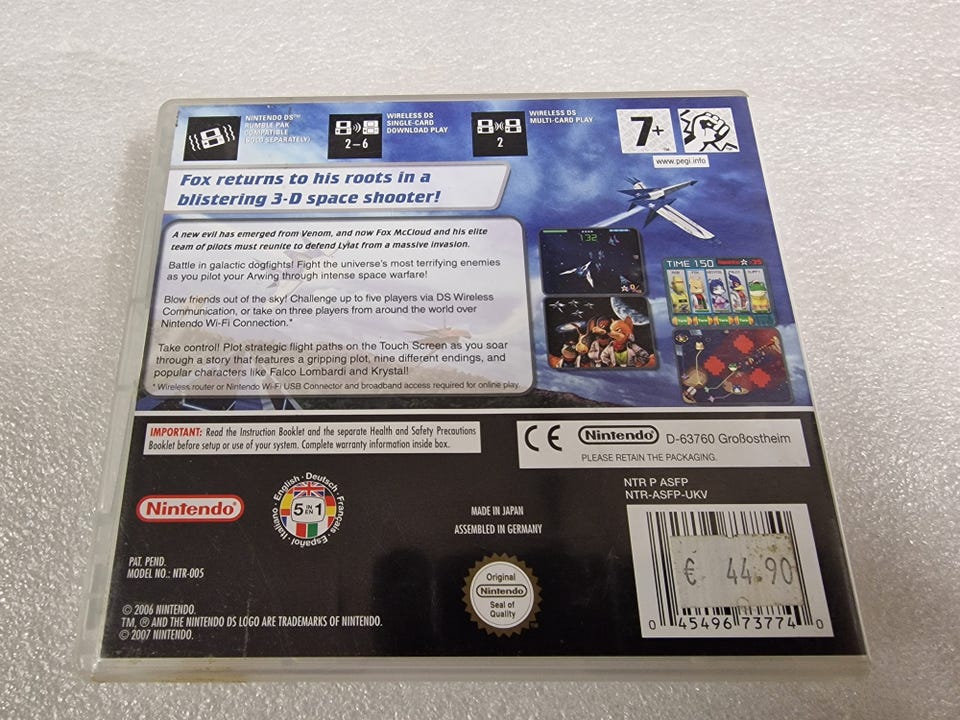 NINTENDO DS™
RUMBLE PAK
COMPATIBLE
(SOLD SEPARATELY)
WIRELESS DS
SINGLE-CARD
DOWNLOAD PLAY
2–6
WIRELESS DS
MULTI-CARD PLAY
2
7+
www.pegi.info
Fox returns to his roots in a
blistering 3-D space shooter!
A new evil has emerged from Venom, and now Fox McCloud and his elite
team of pilots must reunite to defend Lylat from a massive invasion.
Battle in galactic dogfights! Fight the universe's most terrifying enemies
as you pilot your Arwing through intense space warfare!
Blow friends out of the sky! Challenge up to five players via DS Wireless
Communication, or take on three players from around the world over
Nintendo Wi-Fi Connection.*
Take control! Plot strategic flight paths on the Touch Screen as you soar
through a story that features a gripping plot, nine different endings, and
popular characters like Falco Lombardi and Krystal!
* Wireless router or Nintendo Wi-Fi USB Connector and broadband access required for online play.
132
TIME 150
IMPORTANT: Read the Instruction Booklet and the separate Health and Safety Precautions
Booklet before setup or use of your system. Complete warranty information inside box.
CE Nintendo D-63760 Großostheim
PLEASE RETAIN THE PACKAGING.
NTR P ASFP
NTR-ASFP-UKV
Nintendo®
English · Deutsch · Français · Español · Italiano ·
5 IN EN 1
MADE IN JAPAN
ASSEMBLED IN GERMANY
PAT. PEND.
MODEL NO.: NTR-005
Original
Nintendo
Seal of
Quality
€ 44.90
0 45496 73774 0
© 2006 NINTENDO.
TM, ® AND THE NINTENDO DS LOGO ARE TRADEMARKS OF NINTENDO.
© 2007 NINTENDO.